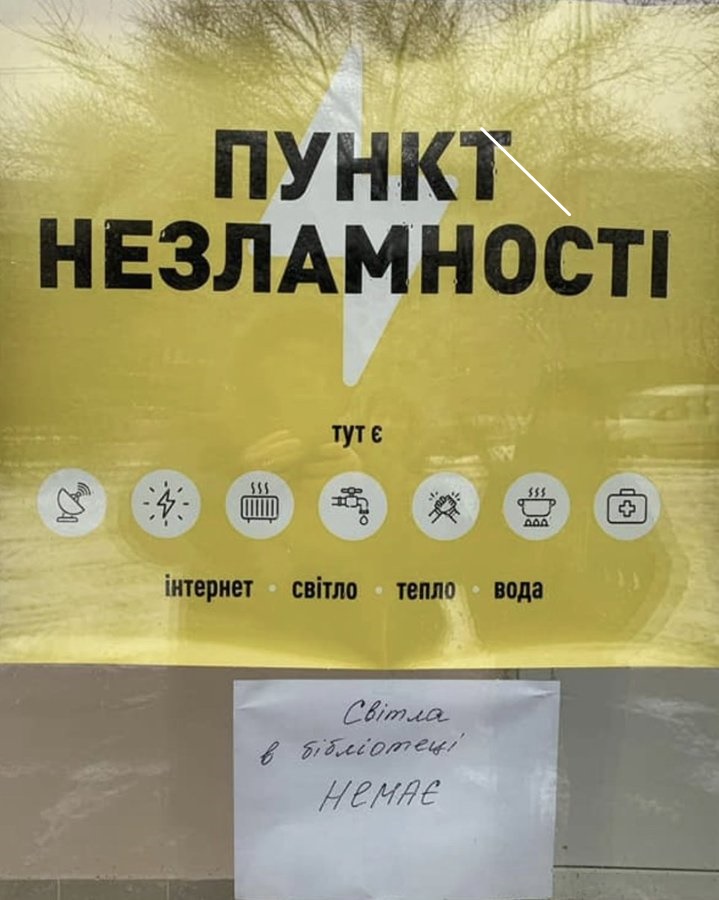 ПУНКТ
НЕЗЛАМНОСТІ
тут є
інтернет • світло • тепло • вода
Світла
в бібліотеці
НЕМАЄ